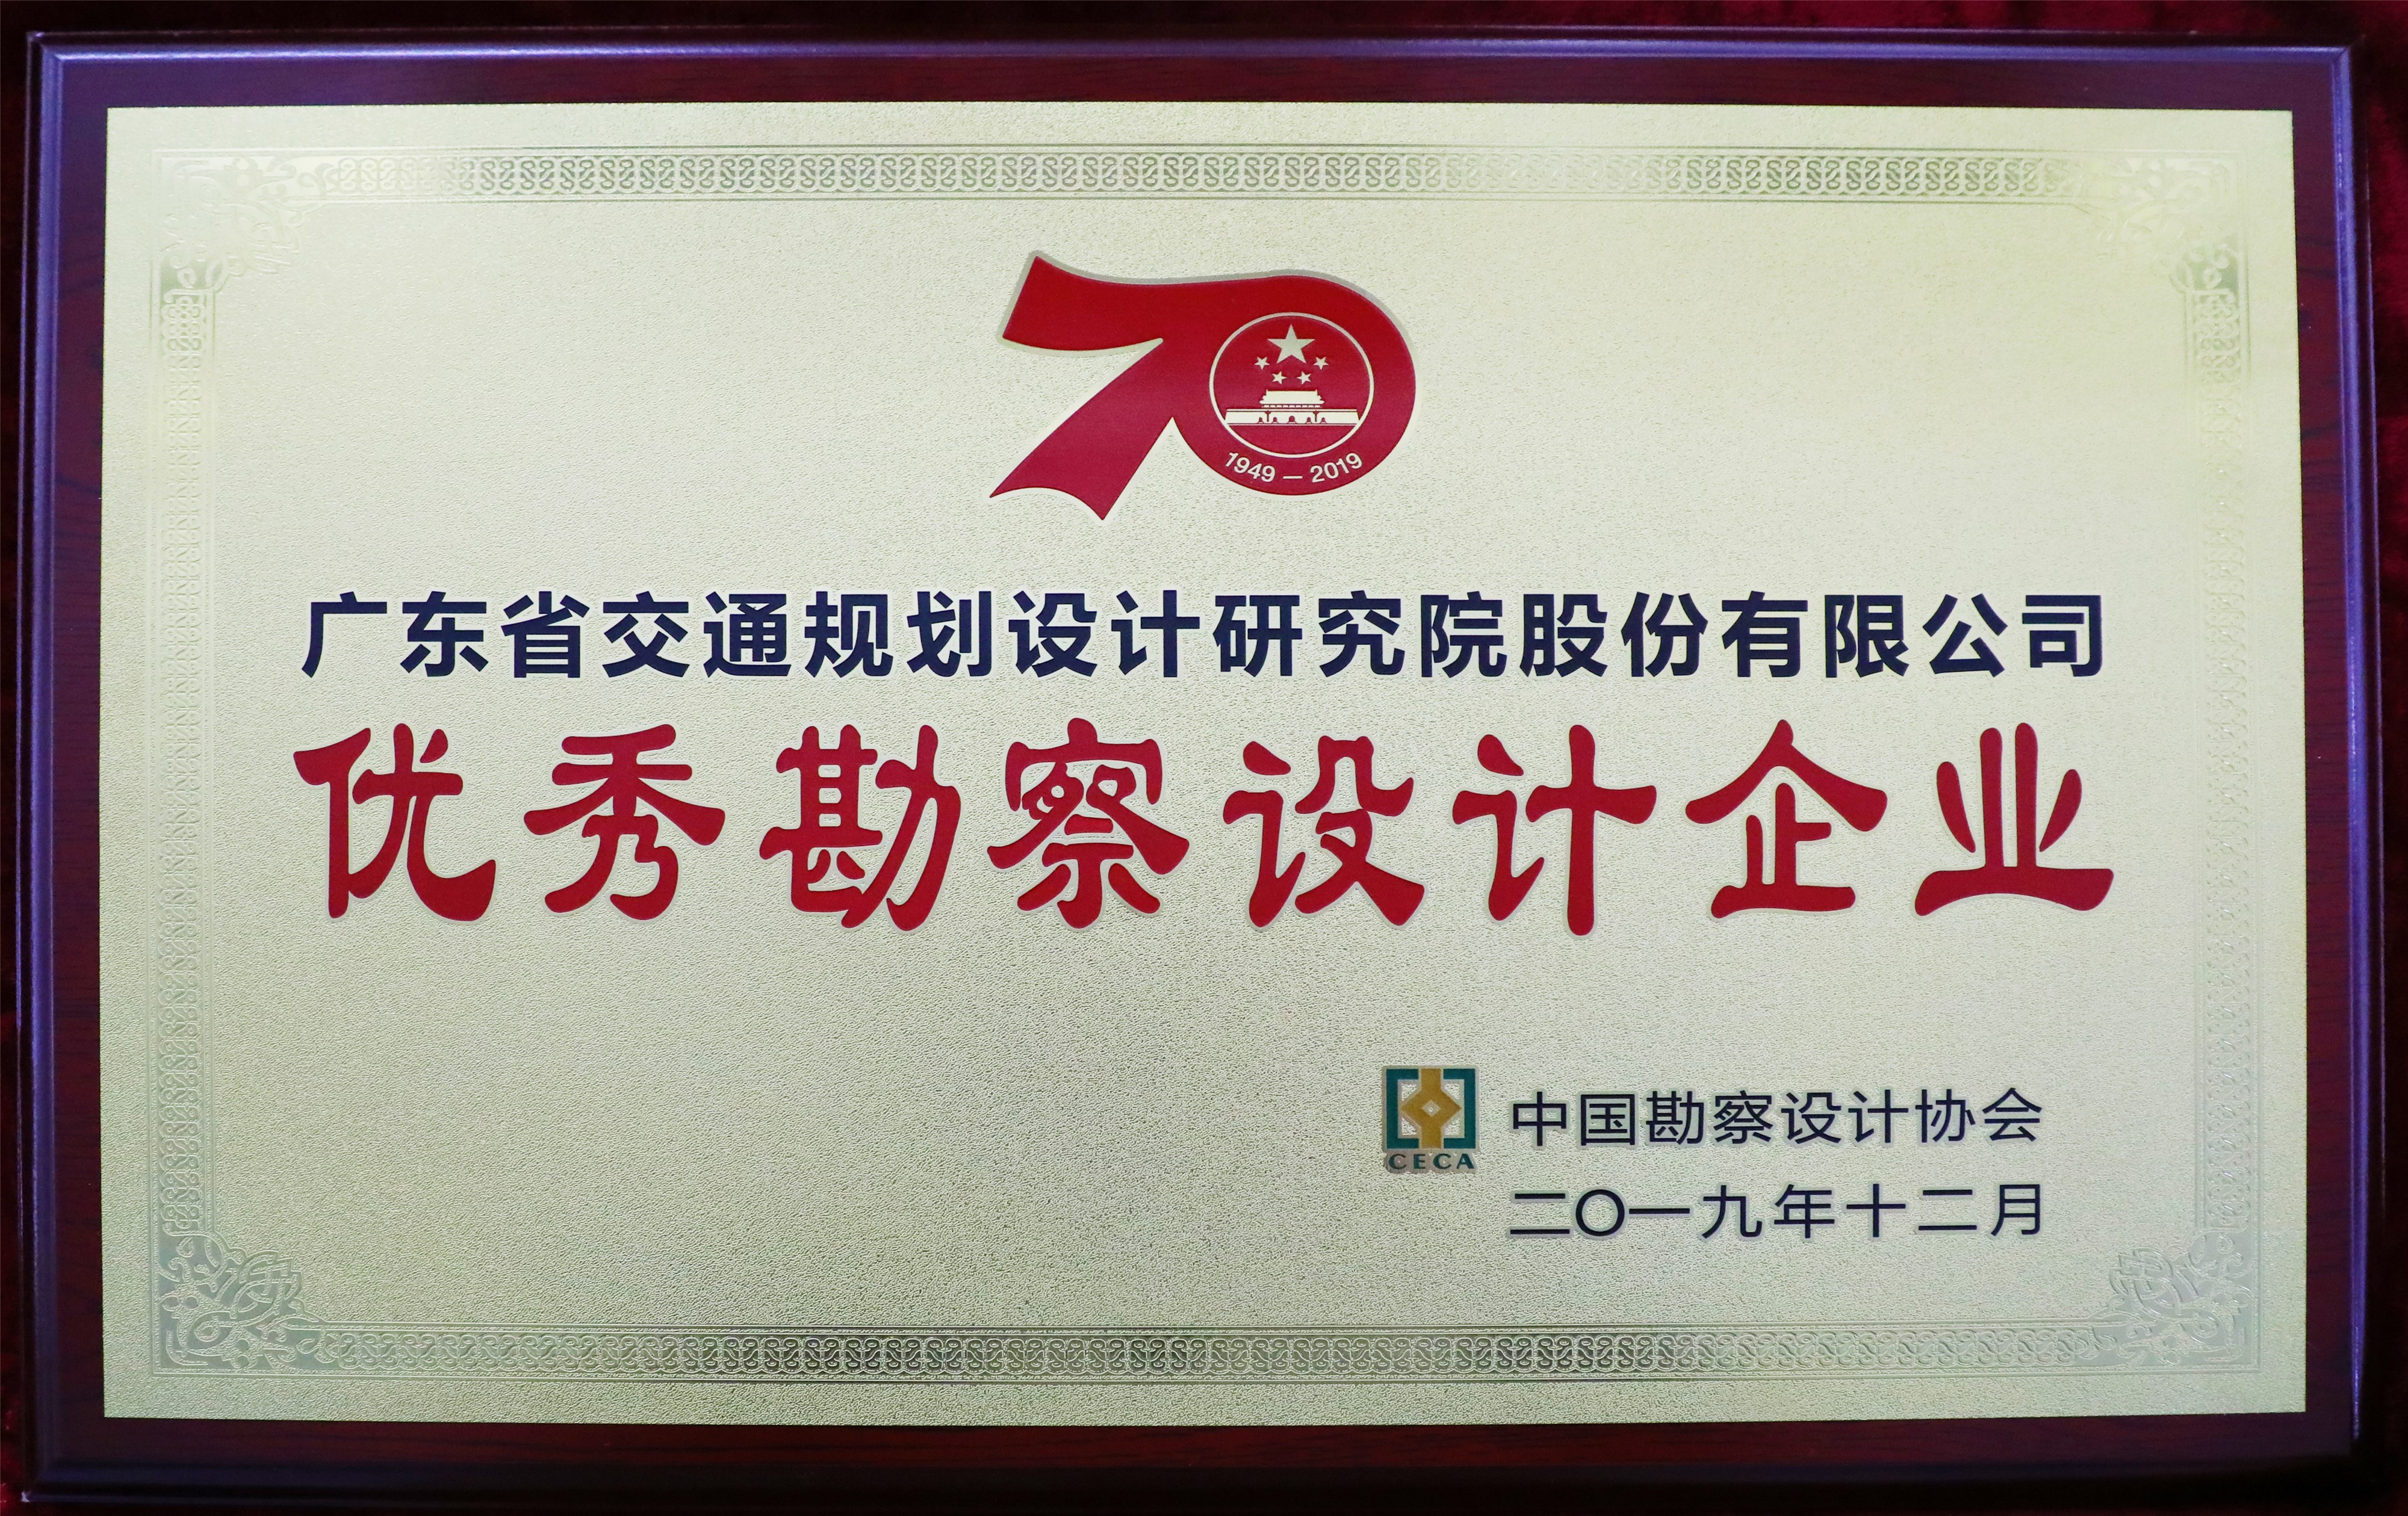 70
1949 — 2019
广东省交通规划设计研究院股份有限公司
优秀勘察设计企业
CECA
中国勘察设计协会
二〇一九年十二月